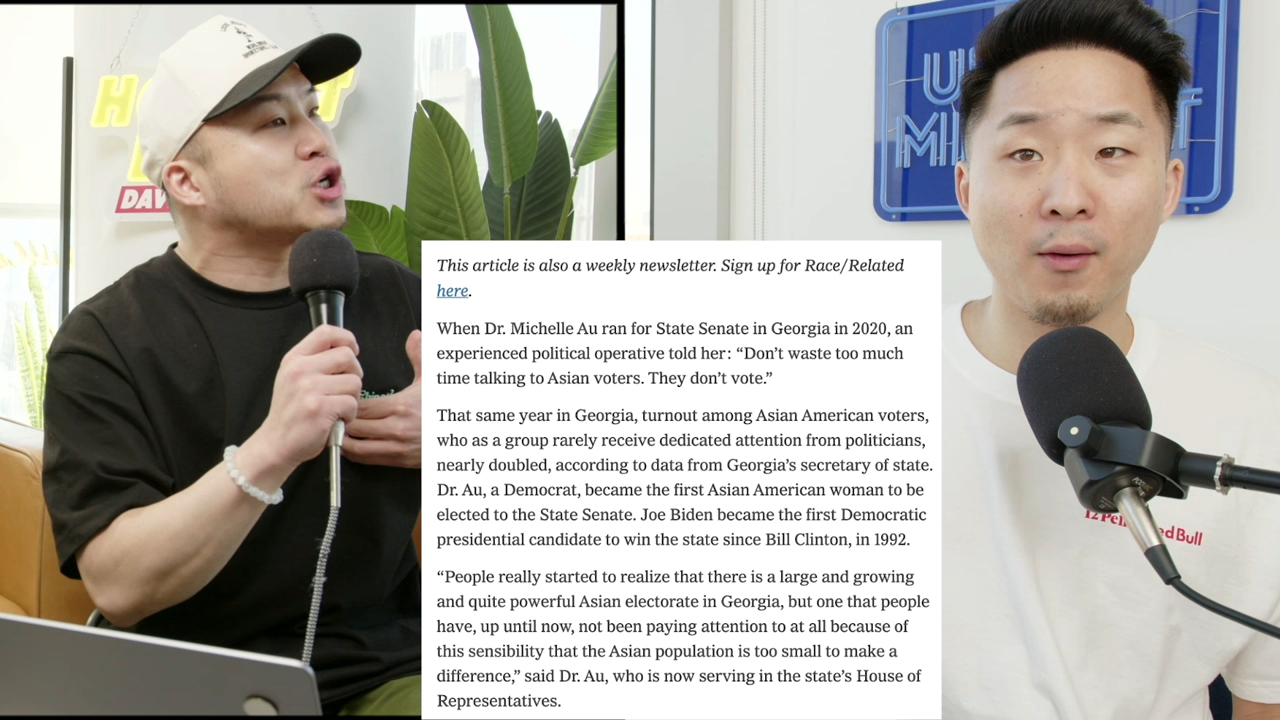 DAV
This article is also a weekly newsletter. Sign up for Race/Related
here.
When Dr. Michelle Au ran for State Senate in Georgia in 2020, an
experienced political operative told her: “Don’t waste too much
time talking to Asian voters. They don’t vote.”
That same year in Georgia, turnout among Asian American voters,
who as a group rarely receive dedicated attention from politicians,
nearly doubled, according to data from Georgia’s secretary of state.
Dr. Au, a Democrat, became the first Asian American woman to be
elected to the State Senate. Joe Biden became the first Democratic
presidential candidate to win the state since Bill Clinton, in 1992.
“People really started to realize that there is a large and growing
and quite powerful Asian electorate in Georgia, but one that people
have, up until now, not been paying attention to at all because of
this sensibility that the Asian population is too small to make a
difference,” said Dr. Au, who is now serving in the state’s House of
Representatives.